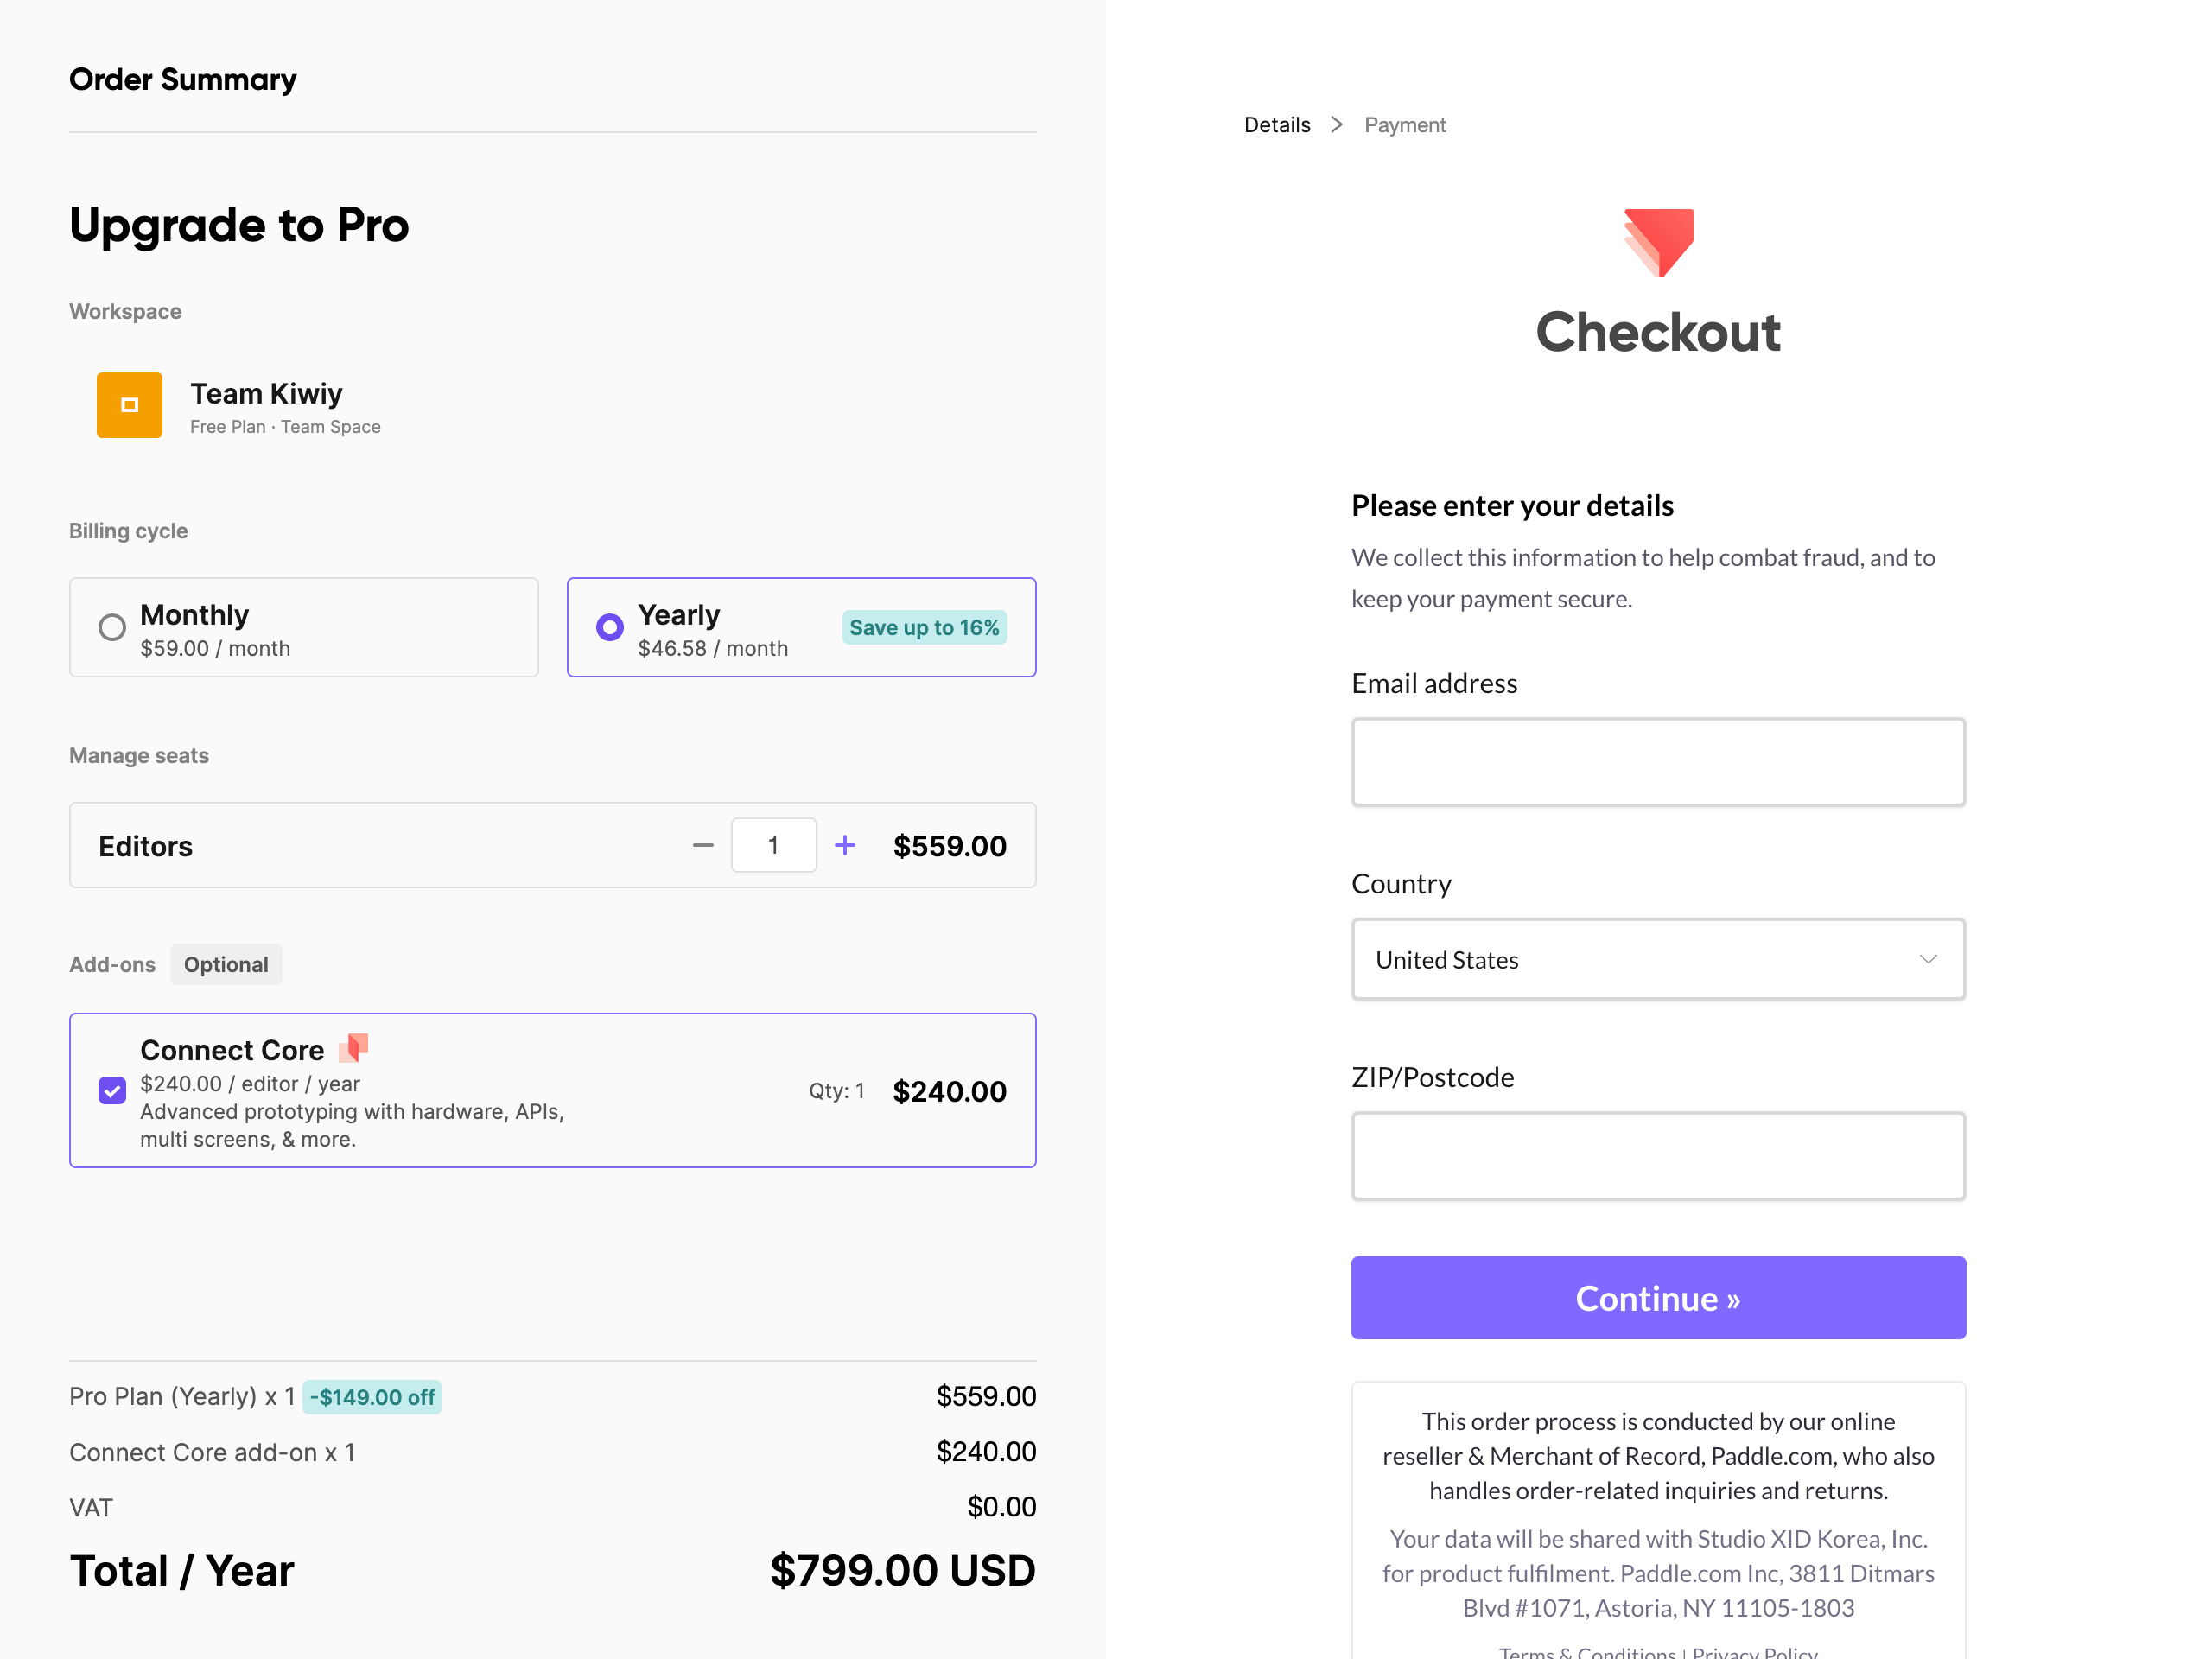 Order Summary
Upgrade to Pro
Workspace
Team Kiwiy
Free Plan · Team Space
Billing cycle
Monthly
$59.00 / month
Yearly
$46.58 / month
Save up to 16%
Manage seats
Editors
1
$559.00
Add-ons
Optional
Connect Core
$240.00 / editor / year
Advanced prototyping with hardware, APIs,
multi screens, & more.
Qty: 1
$240.00
Pro Plan (Yearly) x 1 -$149.00 off $559.00
Connect Core add-on x 1 $240.00
VAT $0.00
Total / Year $799.00 USD
Details > Payment
Checkout
Please enter your details
We collect this information to help combat fraud, and to
keep your payment secure.
Email address
Country
United States
ZIP/Postcode
Continue »
This order process is conducted by our online
reseller & Merchant of Record, Paddle.com, who also
handles order-related inquiries and returns.
Your data will be shared with Studio XID Korea, Inc.
for product fulfilment. Paddle.com Inc, 3811 Ditmars
Blvd #1071, Astoria, NY 11105-1803
Terms & Conditions | Privacy Policy